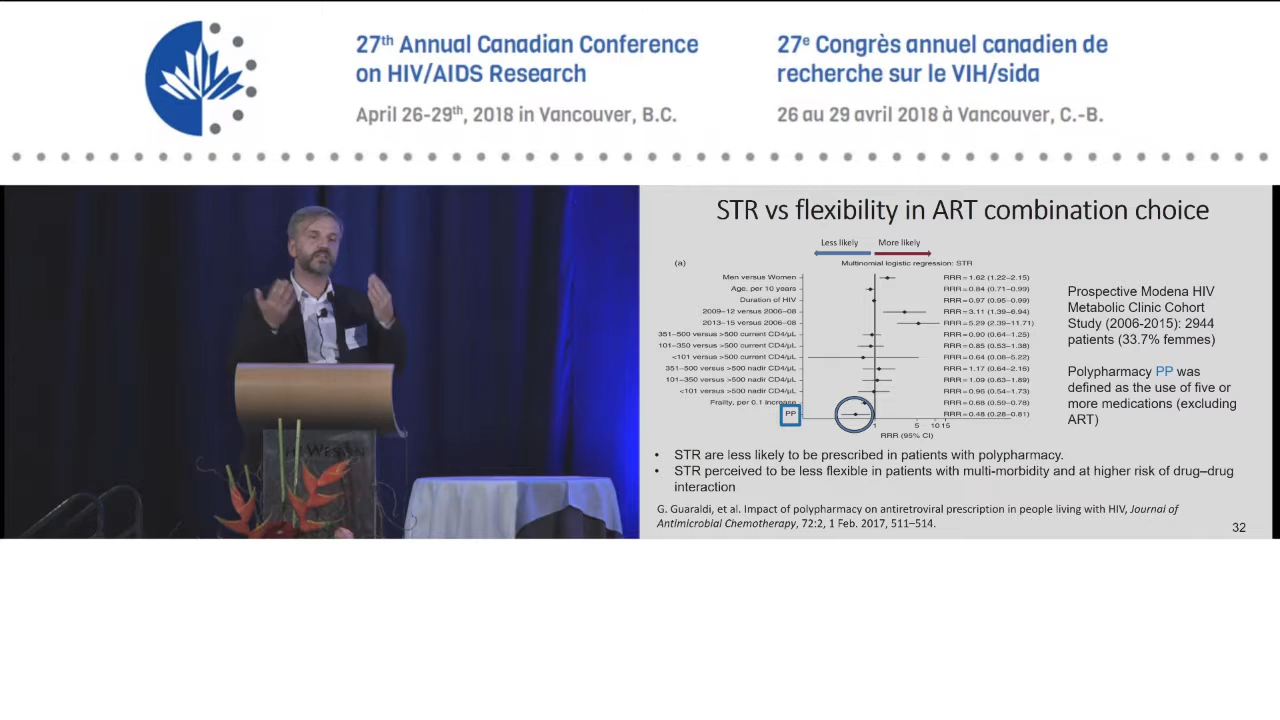 27th Annual Canadian Conference
on HIV/AIDS Research
April 26-29th, 2018 in Vancouver, B.C.
27e Congrès annuel canadien de
recherche sur le VIH/sida
26 au 29 avril 2018 à Vancouver, C.-B.
STR vs flexibility in ART combination choice
Less likely More likely
(a) Multinomial logistic regression: STR
Men versus Women RRR=1.62 (1.22–2.15)
Age, per 10 years RRR=0.84 (0.71–0.99)
Duration of HIV RRR=0.97 (0.95–0.99)
2009–12 versus 2006–08 RRR=3.11 (1.39–6.94)
2013–15 versus 2006–08 RRR=5.29 (2.39–11.71)
351–500 versus >500 current CD4/µL RRR=0.90 (0.64–1.25)
101–350 versus >500 current CD4/µL RRR=0.85 (0.53–1.38)
<101 versus >500 current CD4/µL RRR=0.64 (0.08–5.22)
351–500 versus >500 nadir CD4/µL RRR=1.17 (0.64–2.16)
101–350 versus >500 nadir CD4/µL RRR=1.09 (0.63–1.89)
<101 versus >500 nadir CD4/µL RRR=0.96 (0.54–1.73)
Frailty, per 0.1 increase RRR=0.68 (0.59–0.78)
PP RRR=0.48 (0.28–0.81)
1 5 10 15
RRR (95% CI)
Prospective Modena HIV
Metabolic Clinic Cohort
Study (2006-2015): 2944
patients (33.7% femmes)
Polypharmacy PP was
defined as the use of five or
more medications (excluding
ART)
• STR are less likely to be prescribed in patients with polypharmacy.
• STR perceived to be less flexible in patients with multi-morbidity and at higher risk of drug–drug
interaction
G. Guaraldi, et al. Impact of polypharmacy on antiretroviral prescription in people living with HIV, Journal of
Antimicrobial Chemotherapy, 72:2, 1 Feb. 2017, 511–514.
32